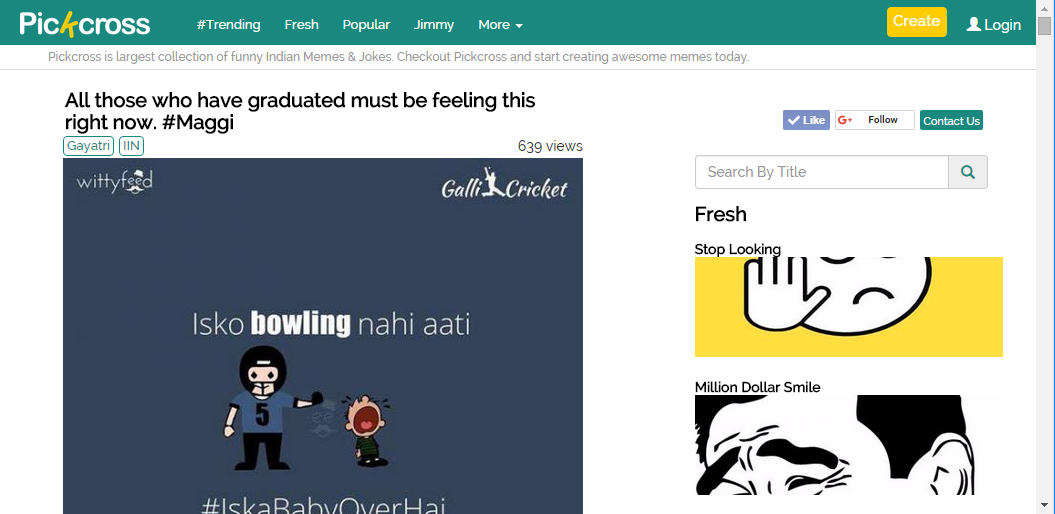 Pickcross
#Trending Fresh Popular Jimmy More
Create
Login
Pickcross is largest collection of funny Indian Memes & Jokes. Checkout Pickcross and start creating awesome memes today.
All those who have graduated must be feeling this
right now. #Maggi
Gayatri IIN
639 views
wittyfeed
Galli Cricket
Isko bowling nahi aati
5
#IskaBabyOverHai
Like
G+ Follow
Contact Us
Search By Title
Fresh
Stop Looking
Million Dollar Smile